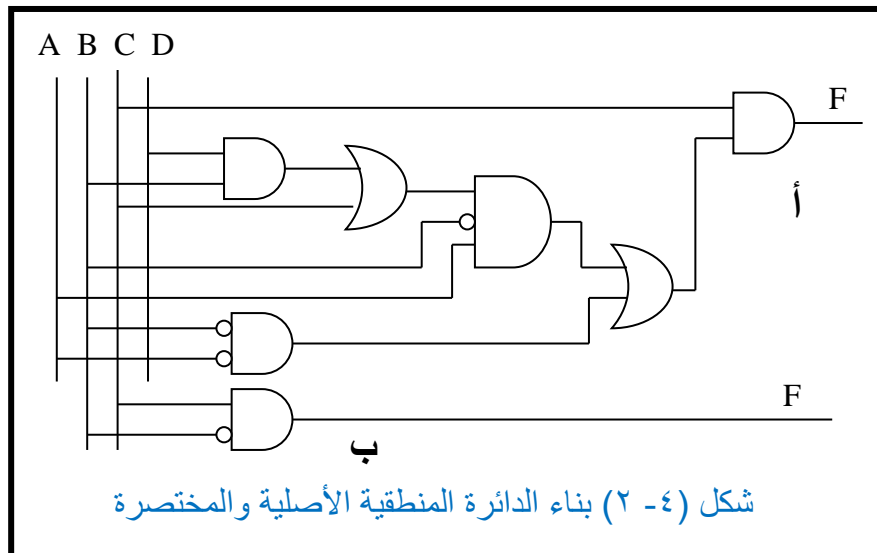 A B C D
F
أ
F
ب
شكل (٤- ٢) بناء الدائرة المنطقية الأصلية والمختصرة